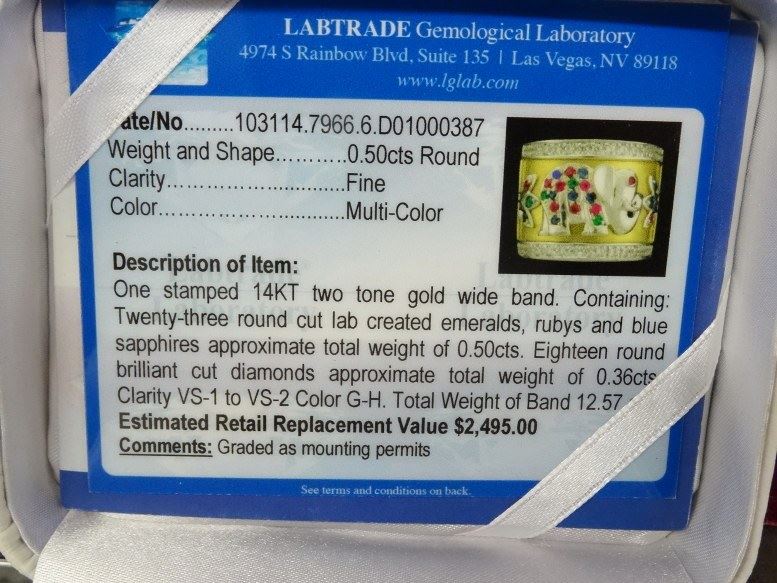 LABTRADE Gemological Laboratory
4974 S Rainbow Blvd, Suite 135 | Las Vegas, NV 89118
www.lglab.com
ate/No.........103114.7966.6.D01000387
Weight and Shape...........0.50cts Round
Clarity..............................Fine
Color................................Multi-Color
Description of Item:
One stamped 14KT two tone gold wide band. Containing:
Twenty-three round cut lab created emeralds, rubys and blue
sapphires approximate total weight of 0.50cts. Eighteen round
brilliant cut diamonds approximate total weight of 0.36cts
Clarity VS-1 to VS-2 Color G-H. Total Weight of Band 12.57
Estimated Retail Replacement Value $2,495.00
Comments: Graded as mounting permits
See terms and conditions on back.